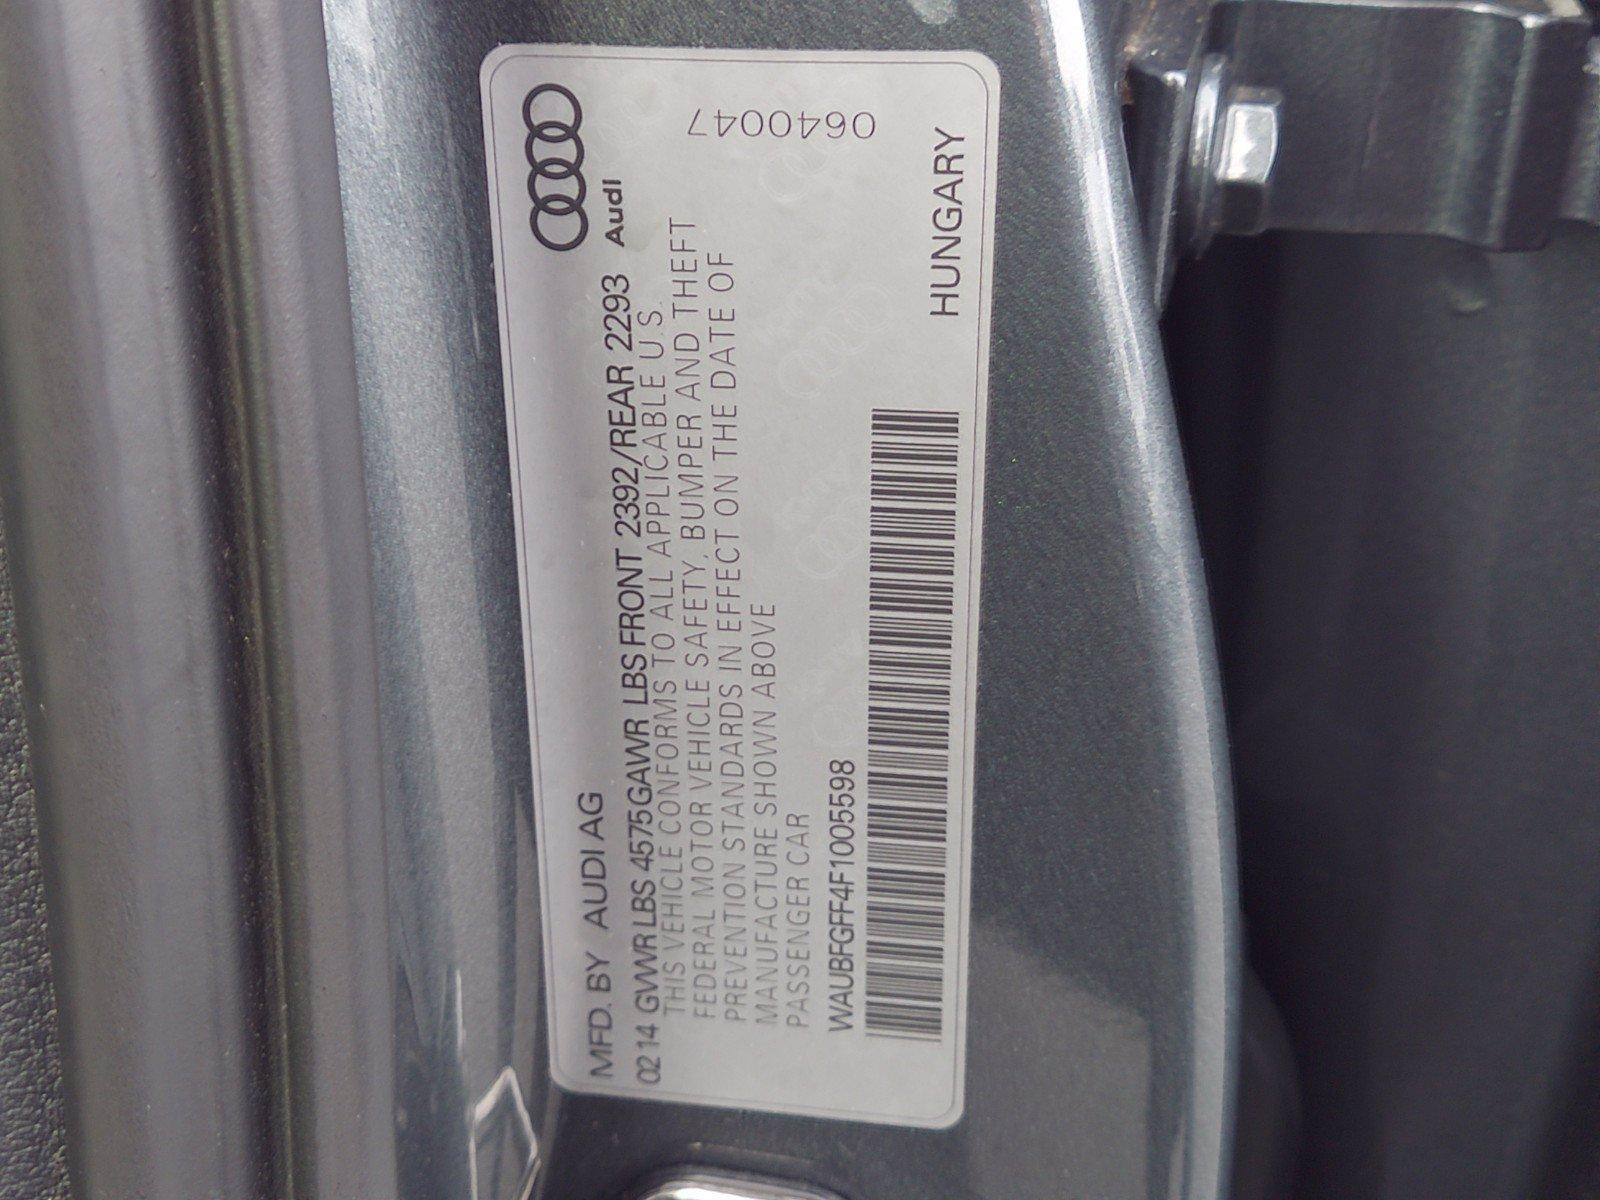 MFD. BY AUDI AG
Audi
0214 GVWR LBS 4575 GAWR LBS FRONT 2392/REAR 2293
THIS VEHICLE CONFORMS TO ALL APPLICABLE U.S.
FEDERAL MOTOR VEHICLE SAFETY, BUMPER AND THEFT
PREVENTION STANDARDS IN EFFECT ON THE DATE OF
MANUFACTURE SHOWN ABOVE
PASSENGER CAR
WAUBFGFF4F1005598
0640047
HUNGARY